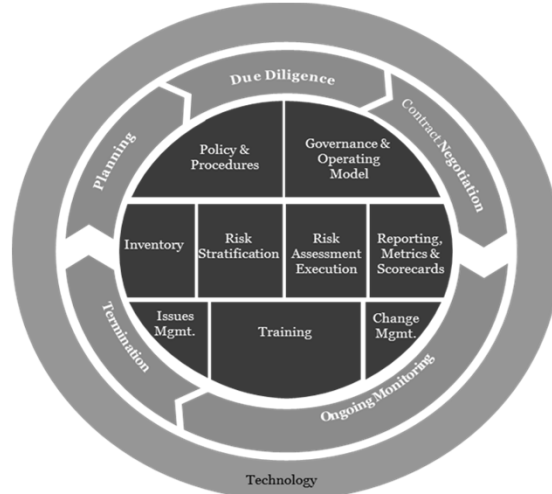 Due Diligence
Planning
Contract Negotiation
Policy &
Procedures
Governance &
Operating
Model
Inventory
Risk
Stratification
Risk
Assessment
Execution
Reporting,
Metrics &
Scorecards
Issues
Mgmt.
Training
Change
Mgmt.
Termination
Ongoing Monitoring
Technology